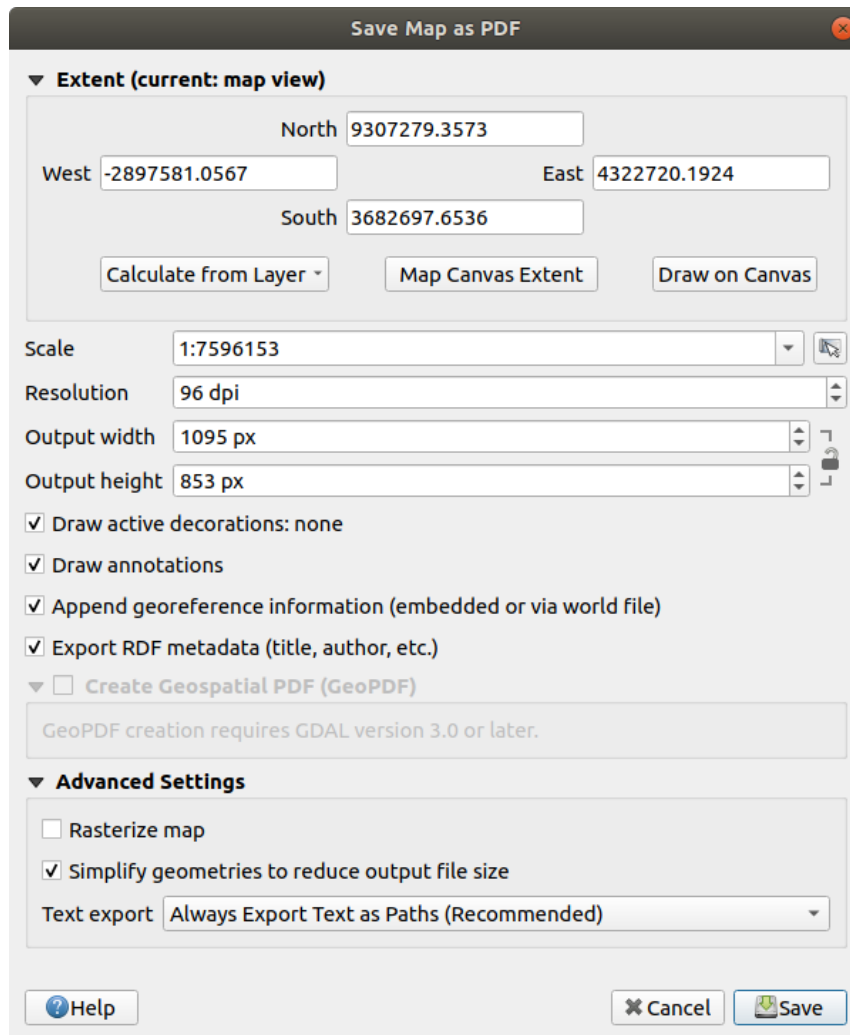 Save Map as PDF
Extent (current: map view)
North 9307279.3573
West -2897581.0567 East 4322720.1924
South 3682697.6536
Calculate from Layer Map Canvas Extent Draw on Canvas
Scale 1:7596153
Resolution 96 dpi
Output width 1095 px
Output height 853 px
Draw active decorations: none
Draw annotations
Append georeference information (embedded or via world file)
Export RDF metadata (title, author, etc.)
Create Geospatial PDF (GeoPDF)
GeoPDF creation requires GDAL version 3.0 or later.
Advanced Settings
Rasterize map
Simplify geometries to reduce output file size
Text export Always Export Text as Paths (Recommended)
Help Cancel Save